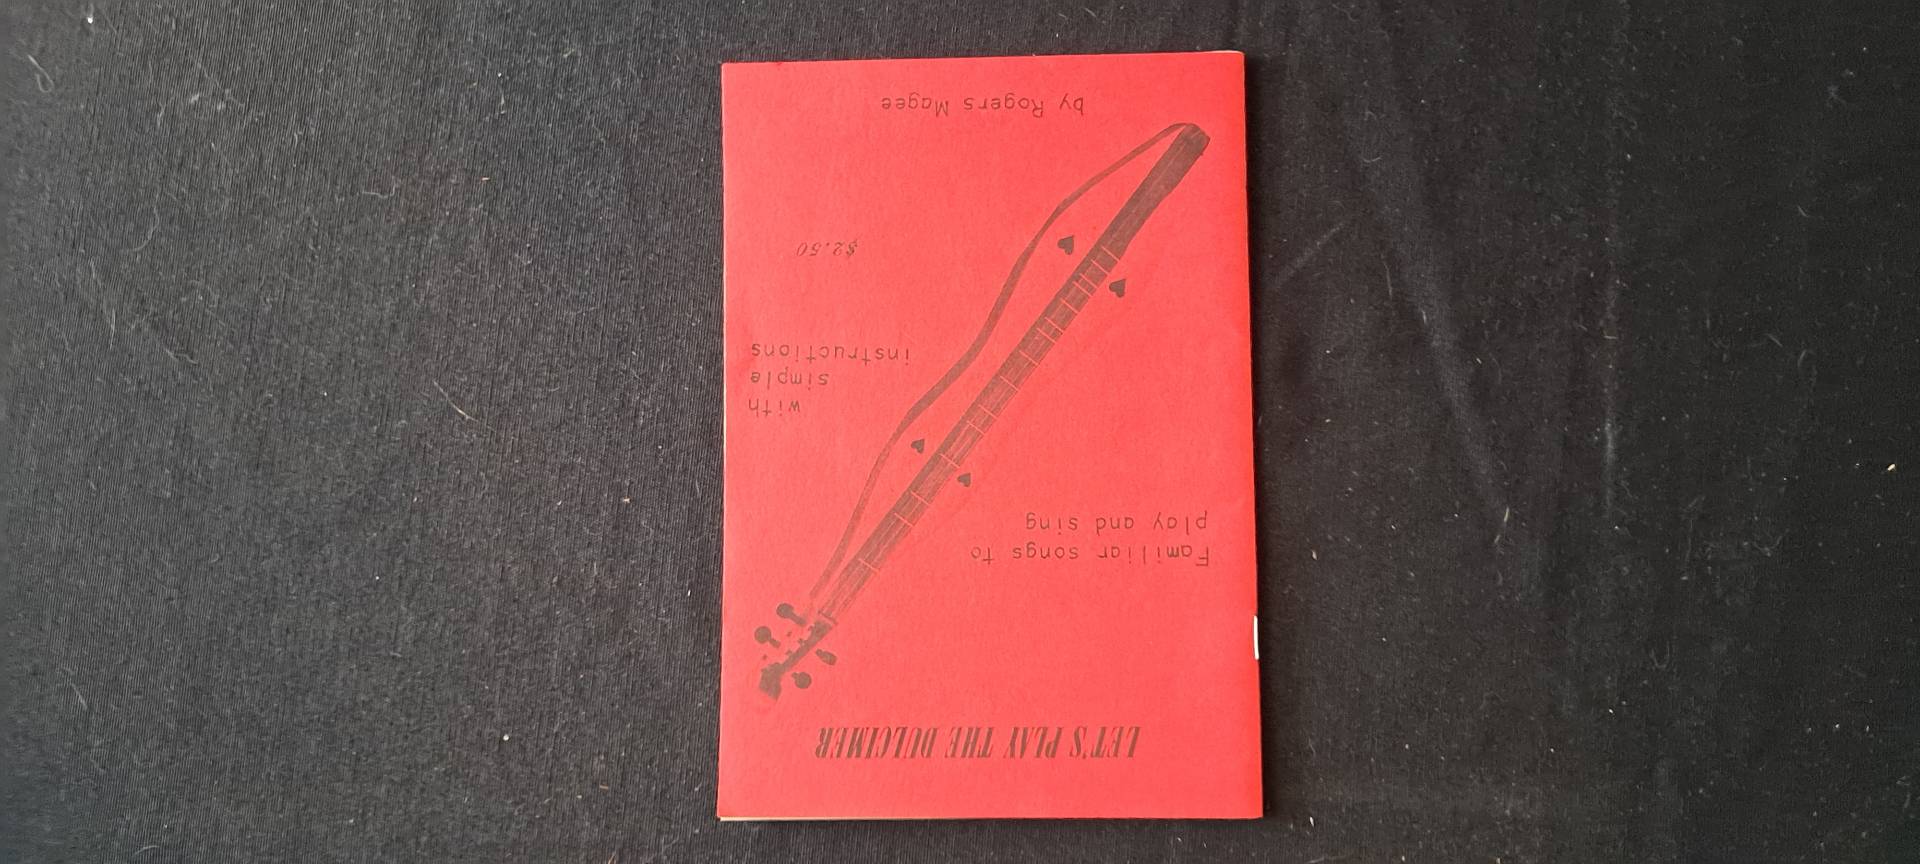 LET'S PLAY THE DULCIMER
Familiar songs to
play and sing
with
simple
instructions
$2.50
by Rogers Magee